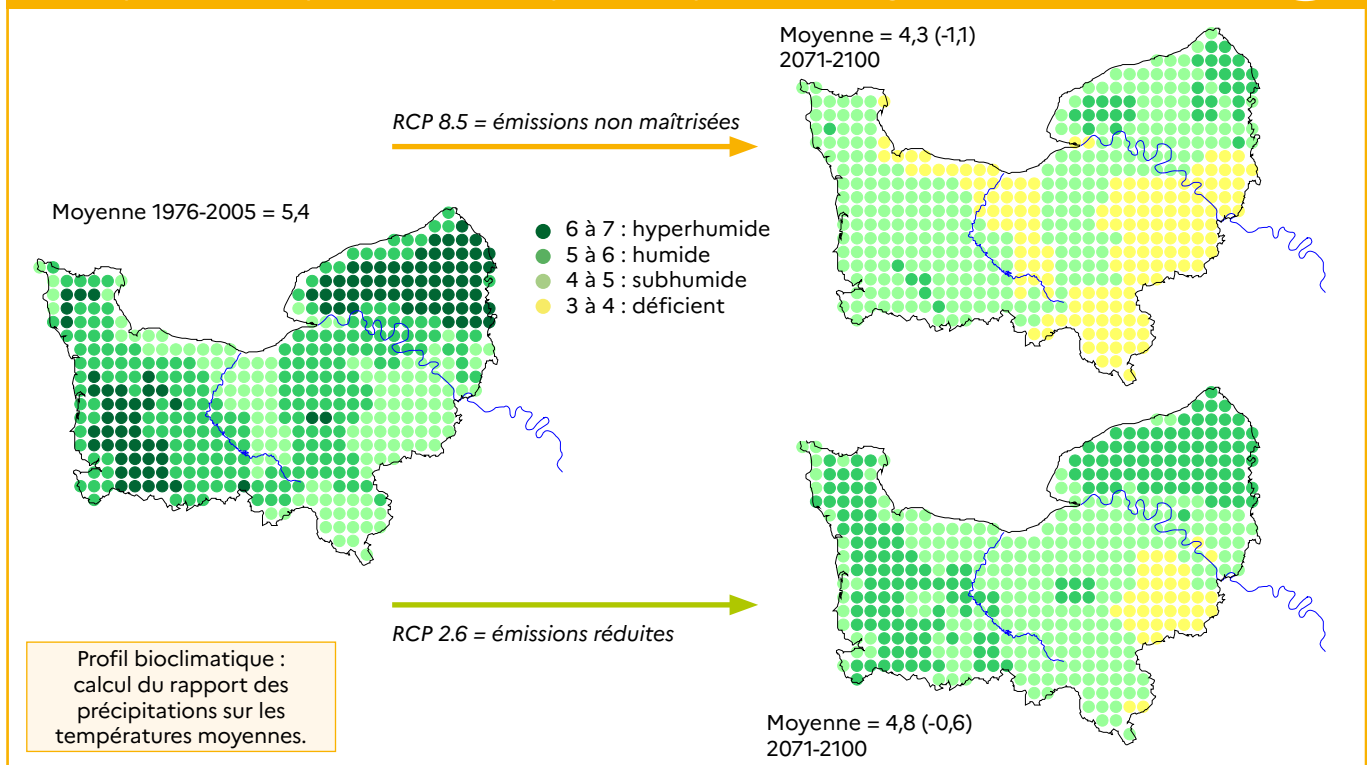 Moyenne = 4,3 (-1,1)
2071-2100
RCP 8.5 = émissions non maîtrisées
Moyenne 1976-2005 = 5,4
6 à 7 : hyperhumide
5 à 6 : humide
4 à 5 : subhumide
3 à 4 : déficient
RCP 2.6 = émissions réduites
Profil bioclimatique :
calcul du rapport des
précipitations sur les
températures moyennes.
Moyenne = 4,8 (-0,6)
2071-2100